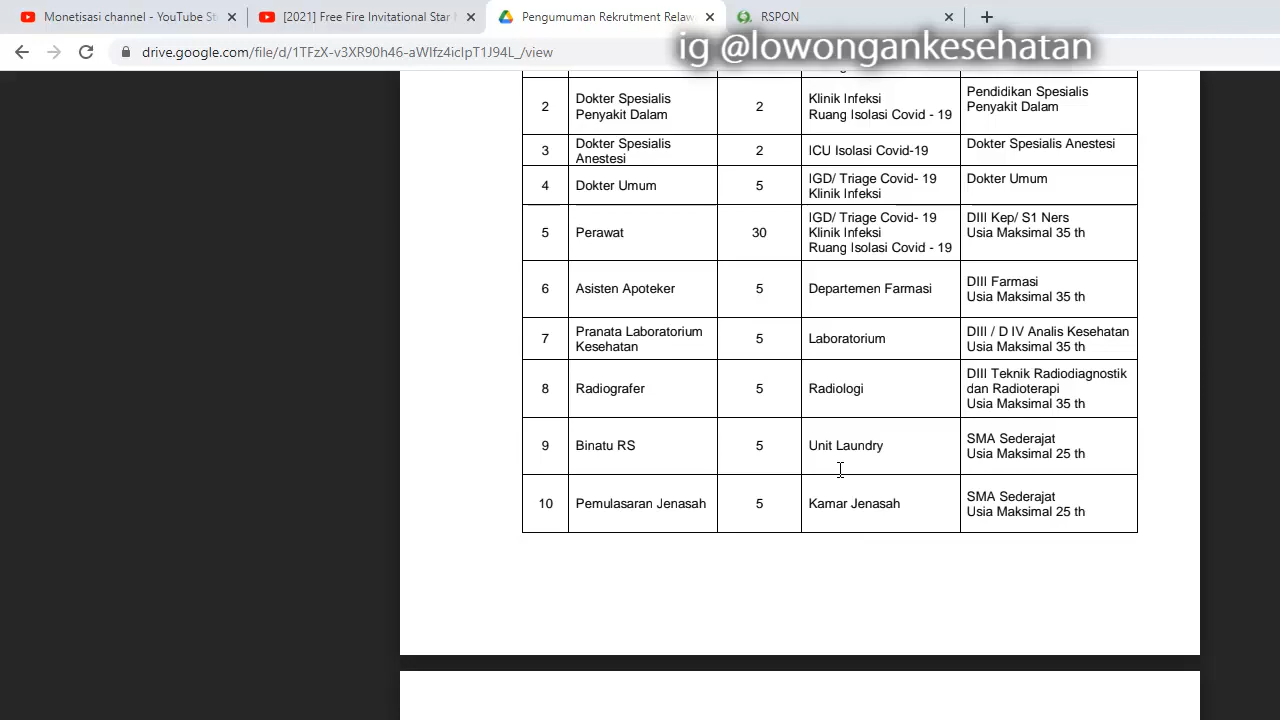 Monetisasi channel - YouTube St
[2021] Free Fire Invitational Star
Pengumuman Rekrutment Relaw
RSPON
drive.google.com/file/d/1TFzX-v3XR90h46-aWIfz4icIpT1J94L_/view
ig @lowongankesehatan
2
Dokter Spesialis
Penyakit Dalam
2
Klinik Infeksi
Ruang Isolasi Covid - 19
Pendidikan Spesialis
Penyakit Dalam
3
Dokter Spesialis
Anestesi
2
ICU Isolasi Covid-19
Dokter Spesialis Anestesi
4
Dokter Umum
5
IGD/ Triage Covid- 19
Klinik Infeksi
Dokter Umum
5
Perawat
30
IGD/ Triage Covid- 19
Klinik Infeksi
Ruang Isolasi Covid - 19
DIII Kep/ S1 Ners
Usia Maksimal 35 th
6
Asisten Apoteker
5
Departemen Farmasi
DIII Farmasi
Usia Maksimal 35 th
7
Pranata Laboratorium
Kesehatan
5
Laboratorium
DIII / D IV Analis Kesehatan
Usia Maksimal 35 th
8
Radiografer
5
Radiologi
DIII Teknik Radiodiagnostik
dan Radioterapi
Usia Maksimal 35 th
9
Binatu RS
5
Unit Laundry
SMA Sederajat
Usia Maksimal 25 th
10
Pemulasaran Jenasah
5
Kamar Jenasah
SMA Sederajat
Usia Maksimal 25 th